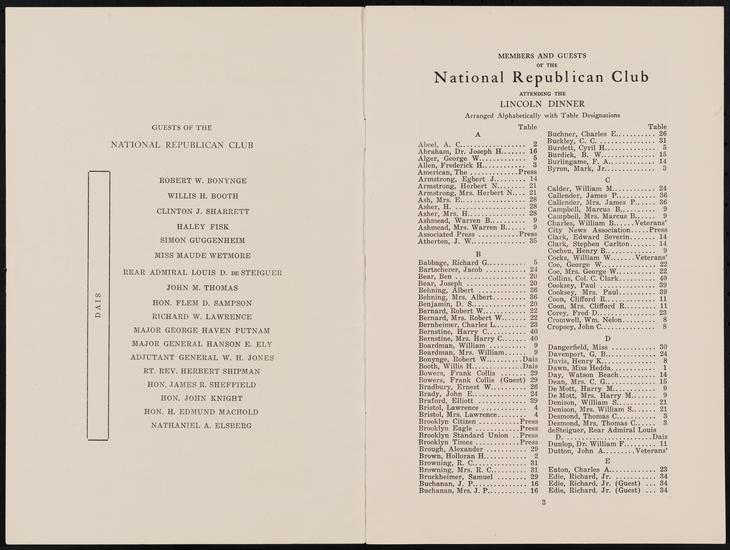 GUESTS OF THE
NATIONAL REPUBLICAN CLUB
DAIS
ROBERT W. BONYNGE
WILLIS H. BOOTH
CLINTON J. SHARRETT
HALEY FISK
SIMON GUGGENHEIM
MISS MAUDE WETMORE
REAR ADMIRAL LOUIS D. DE STEIGUER
JOHN M. THOMAS
HON. FLEM D. SAMPSON
RICHARD W. LAWRENCE
MAJOR GEORGE HAVEN PUTNAM
MAJOR GENERAL HANSON E. ELY
ADJUTANT GENERAL W. H. JONES
RT. REV. HERBERT SHIPMAN
HON. JAMES R. SHEFFIELD
HON. JOHN KNIGHT
HON. H. EDMUND MACHOLD
NATHANIEL A. ELSBERG
MEMBERS AND GUESTS
OF THE
National Republican Club
ATTENDING THE
LINCOLN DINNER
Arranged Alphabetically with Table Designations
Table
A
Abeel, A. C. 2
Abraham, Dr. Joseph H. 16
Alger, George W. 5
Allen, Frederick H. 3
American, The Press
Armstrong, Egbert J. 14
Armstrong, Herbert N. 21
Armstrong, Mrs. Herbert N. 21
Ash, Mrs. E. 28
Asher, H. 28
Asher, Mrs. H. 28
Ashmead, Warren B. 9
Ashmead, Mrs. Warren B. 9
Associated Press Press
Atherton, J. W. 35
B
Babbage, Richard G. 5
Bartscherer, Jacob 24
Bear, Ben 20
Bear, Joseph 20
Behning, Albert 36
Behning, Mrs. Albert 36
Benjamin, D. S. 20
Bernard, Robert W. 22
Bernard, Mrs. Robert W. 22
Bernheimer, Charles L. 23
Bernstine, Harry C. 40
Bernstine, Mrs. Harry C. 40
Boardman, William 9
Boardman, Mrs. William 9
Bonynge, Robert W. Dais
Booth, Willis H. Dais
Bowers, Frank Collis 29
Bowers, Frank Collis (Guest) 29
Bradbury, Ernest W. 26
Brady, John E. 24
Braford, Elliott 39
Bristol, Lawrence 4
Bristol, Mrs. Lawrence 4
Brooklyn Citizen Press
Brooklyn Eagle Press
Brooklyn Standard Union Press
Brooklyn Times Press
Brough, Alexander 29
Brown, Holloran H. 2
Browning, R. C. 31
Browning, Mrs. R. C. 31
Bruckheimer, Samuel 29
Buchanan, J. P. 16
Buchanan, Mrs. J. P. 16
Table
Buchner, Charles E. 26
Buckley, C. C. 31
Burdett, Cyril H. 5
Burdick, B. W. 15
Burlingame, F. A. 14
Byron, Mark, Jr. 3
C
Calder, William M. 24
Callender, James P. 36
Callender, Mrs. James P. 36
Campbell, Marcus B. 9
Campbell, Mrs. Marcus B. 9
Charles, William B. Veterans'
City News Association Press
Clark, Edward Severin 14
Clark, Stephen Carlton 14
Cocheu, Henry B. 9
Cocks, William W. Veterans'
Coe, George W. 22
Coe, Mrs. George W. 22
Collins, Col. C. Clark 40
Cooksey, Paul 39
Cooksey, Mrs. Paul 39
Coon, Clifford R. 11
Coon, Mrs. Clifford R. 11
Corey, Fred D. 23
Cromwell, Wm. Nelson 8
Cropsey, John C. 8
D
Dangerfield, Miss 30
Davenport, G. B. 24
Davis, Henry K. 8
Dawn, Miss Hedda 1
Day, Watson Beach 14
Dean, Mrs. C. G. 15
De Mott, Harry M. 9
De Mott, Mrs. Harry M. 9
Denison, William S. 21
Denison, Mrs. William S. 21
Desmond, Thomas C. 3
Desmond, Mrs, Thomas C. 3
deSteiguer, Rear Admiral Louis
D. Dais
Dunlop, Dr. William F. 11
Dutton, John A. Veterans'
E
Eaton, Charles A. 23
Edie, Richard, Jr. 34
Edie, Richard. Jr. (Guest) 34
Edie, Richard. Jr. (Guest) 34
3